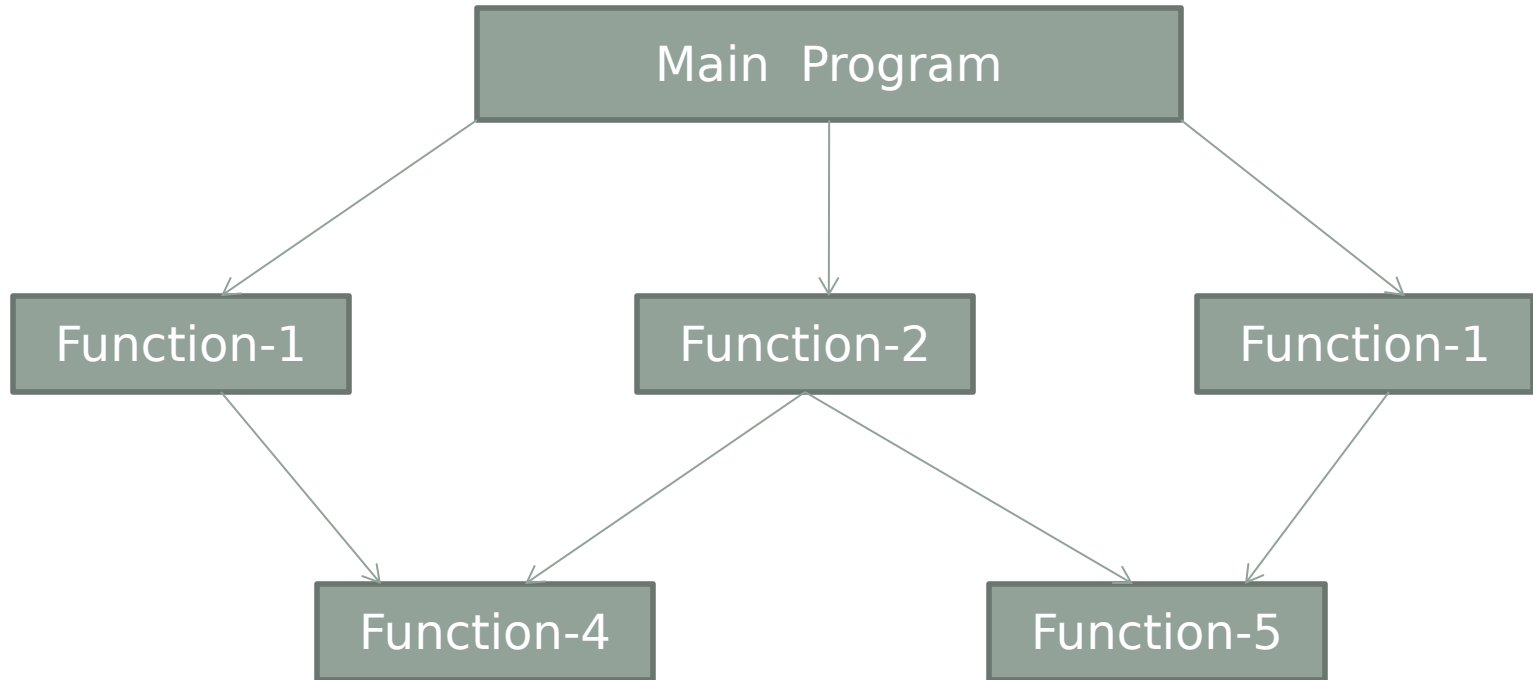 Main Program
Function-1
Function-2
Function-1
Function-4
Function-5